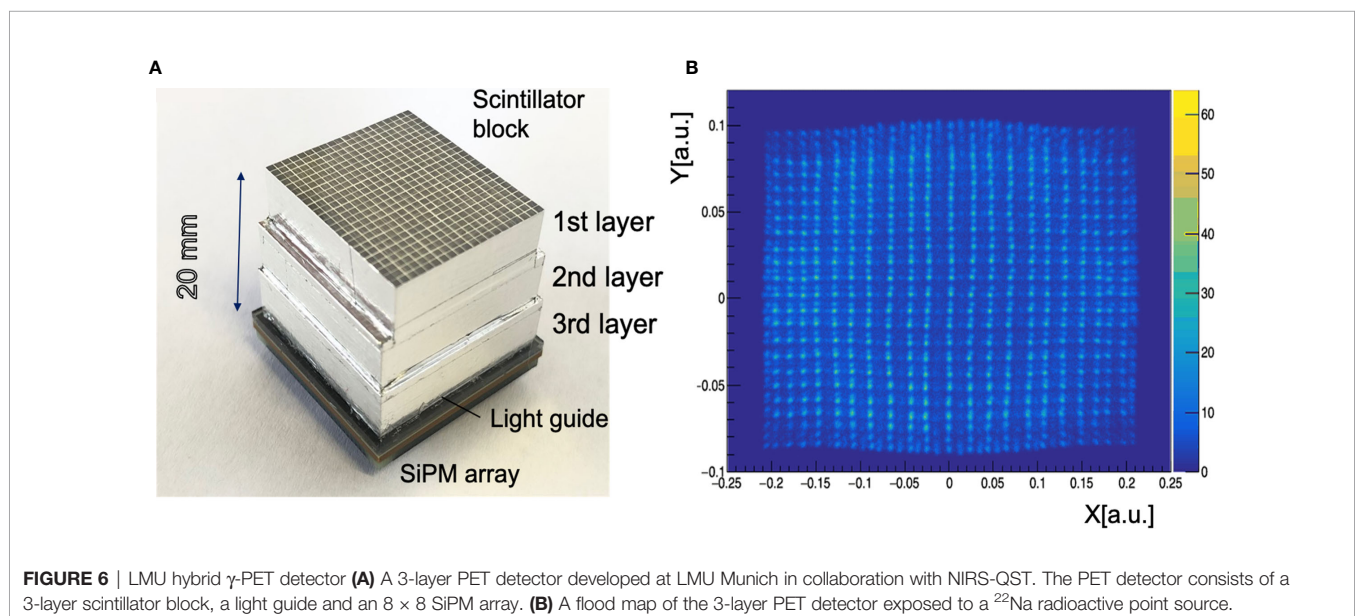 A
Scintillator
block
20 mm
1st layer
2nd layer
3rd layer
Light guide
SiPM array
B
Y[a.u.]
0.1
0.05
0
−0.05
−0.1
−0.25
−0.2
−0.15
−0.1
−0.05
0
0.05
0.1
0.15
0.2
0.25
X[a.u.]
60
50
40
30
20
10
0
FIGURE 6 | LMU hybrid γ-PET detector (A) A 3-layer PET detector developed at LMU Munich in collaboration with NIRS-QST. The PET detector consists of a
3-layer scintillator block, a light guide and an 8 × 8 SiPM array. (B) A flood map of the 3-layer PET detector exposed to a ²²Na radioactive point source.